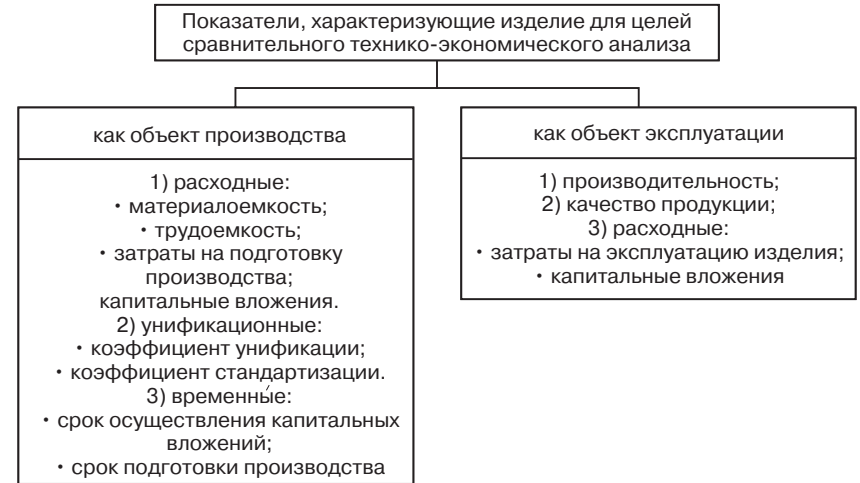 Показатели, характеризующие изделие для целей
сравнительного технико-экономического анализа
как объект производства
1) расходные:
• материалоемкость;
• трудоемкость;
• затраты на подготовку
производства;
капитальные вложения.
2) унификационные:
• коэффициент унификации;
• коэффициент стандартизации.
3) временны́е:
• срок осуществления капитальных
вложений;
• срок подготовки производства
как объект эксплуатации
1) производительность;
2) качество продукции;
3) расходные:
• затраты на эксплуатацию изделия;
• капитальные вложения